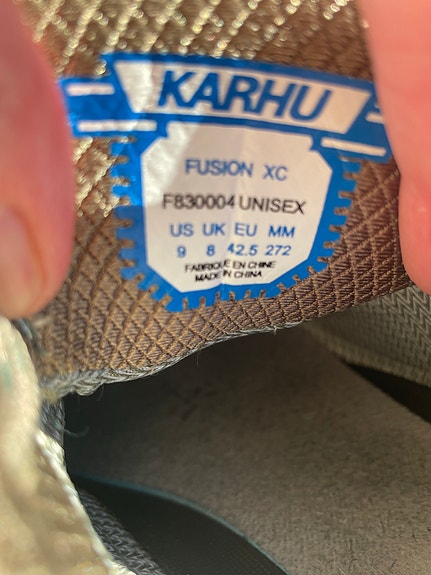 KARHU
FUSION XC
F830004 UNISEX
US UK EU MM
9 8 42.5 272
FABRIQUE EN CHINE
MADE IN CHINA